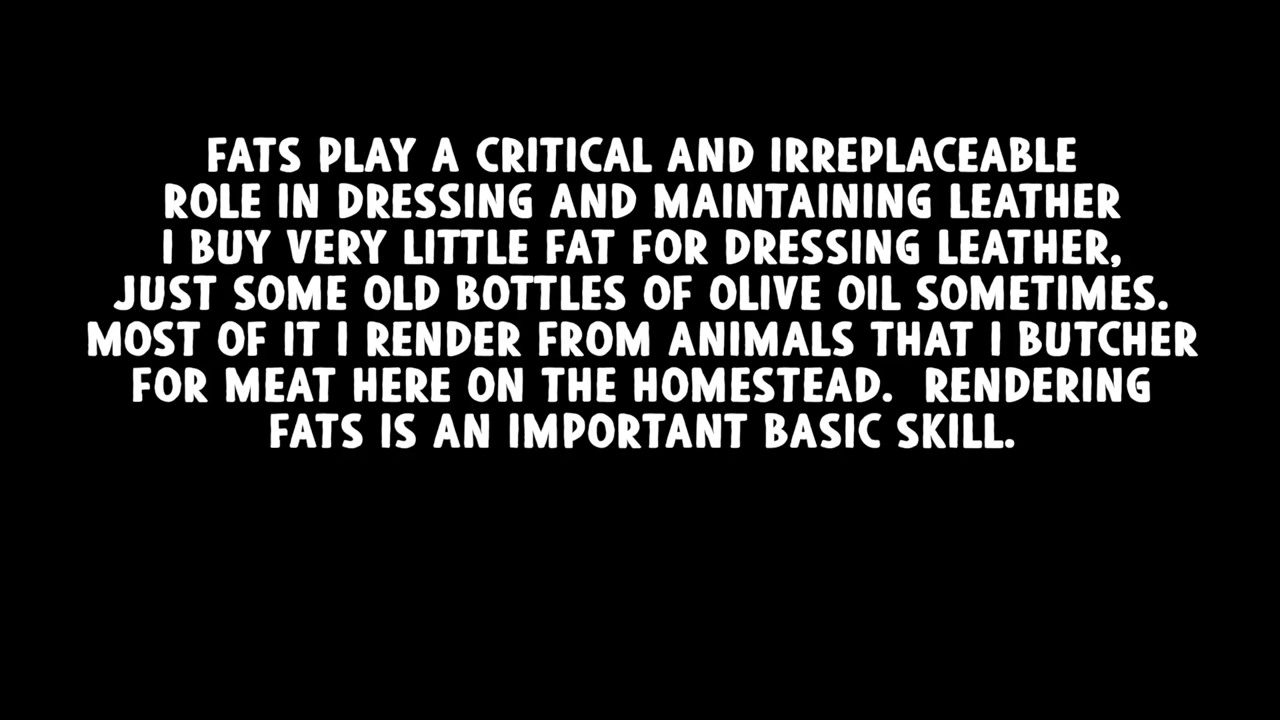 FATS PLAY A CRITICAL AND IRREPLACEABLE
ROLE IN DRESSING AND MAINTAINING LEATHER
I BUY VERY LITTLE FAT FOR DRESSING LEATHER,
JUST SOME OLD BOTTLES OF OLIVE OIL SOMETIMES.
MOST OF IT I RENDER FROM ANIMALS THAT I BUTCHER
FOR MEAT HERE ON THE HOMESTEAD.  RENDERING
FATS IS AN IMPORTANT BASIC SKILL.